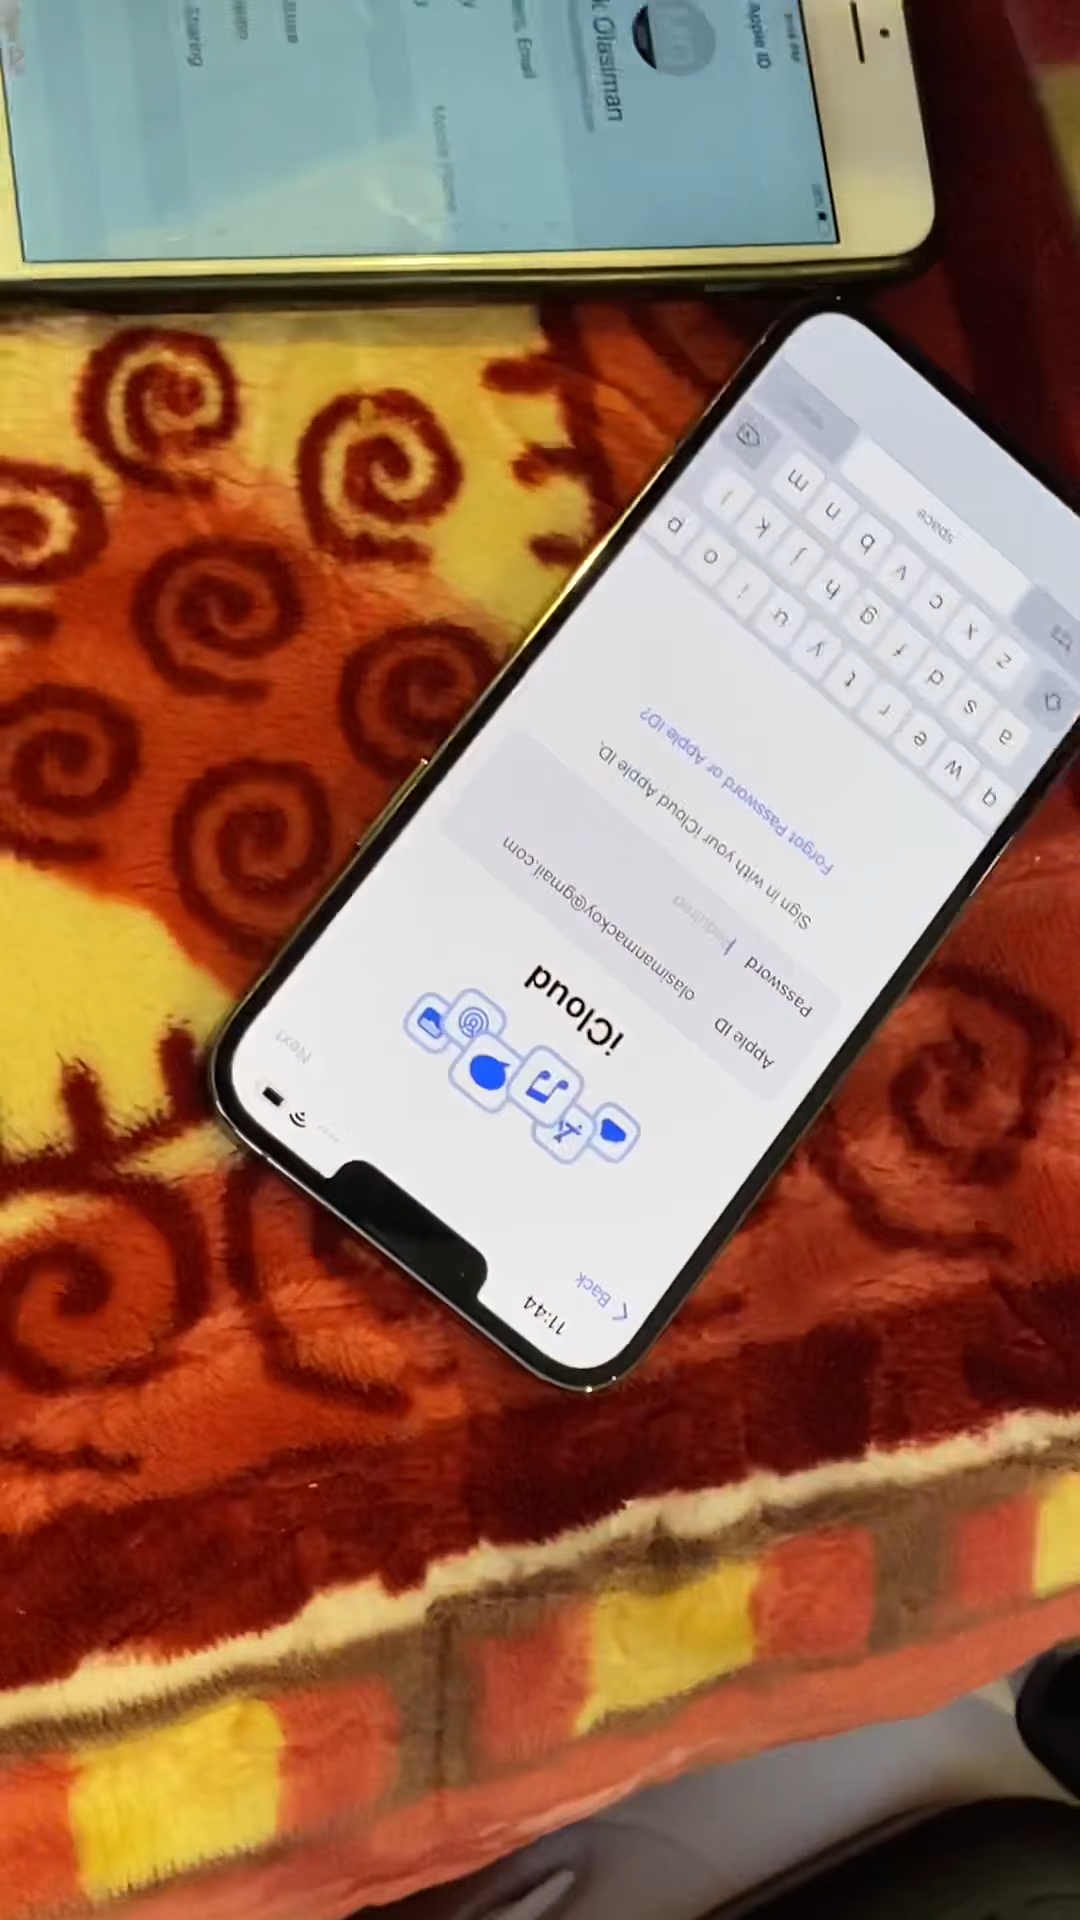 11:44
Back
Next
iCloud
Apple ID olasimanmackoy@gmail.com
Password Required
Sign in with your iCloud Apple ID.
Forgot Password or Apple ID?
q w e r t y u i o p
a s d f g h j k l
z x c v b n m
space
Apple ID
k Olasiman
Email
Sharing